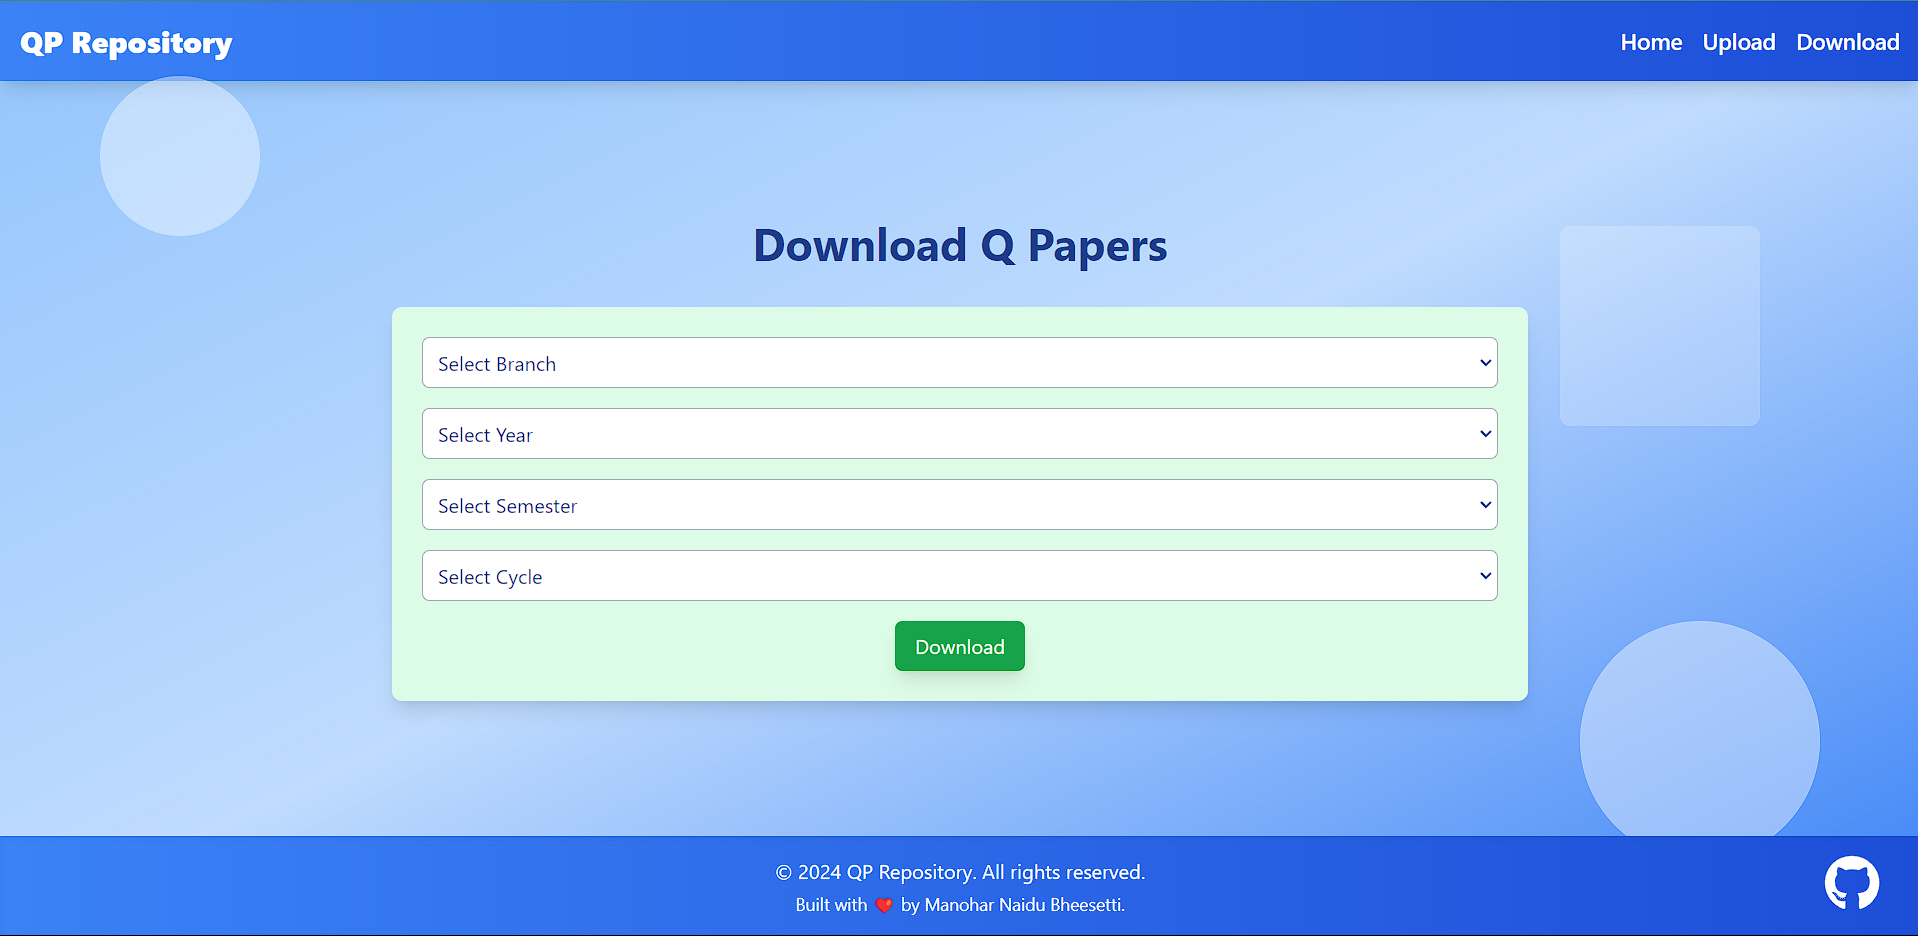 QP Repository
Home Upload Download
Download Q Papers
Select Branch
Select Year
Select Semester
Select Cycle
Download
© 2024 QP Repository. All rights reserved.
Built with ❤️ by Manohar Naidu Bheesetti.